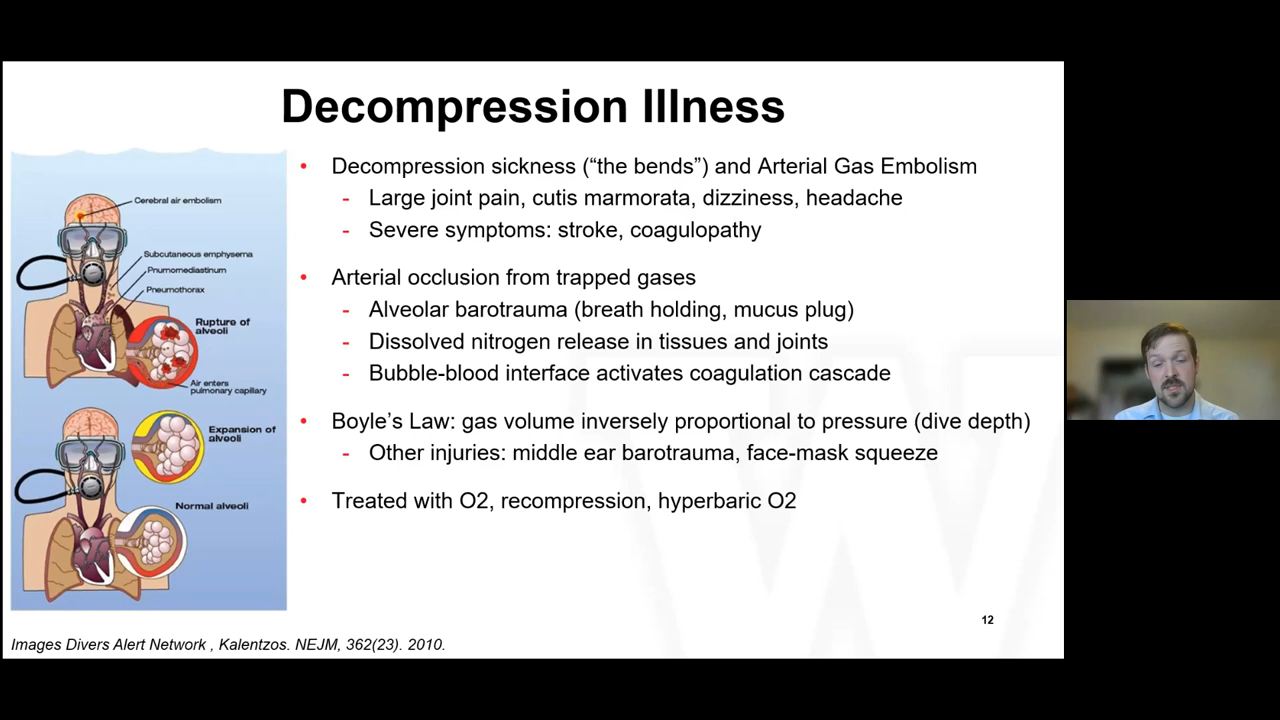 Decompression Illness
Cerebral air embolism
Subcutaneous emphysema
Pnumomediastinum
Pneumothorax
Rupture of
alveoli
Air enters
pulmonary capillary
Expansion of
alveoli
Normal alveoli
• Decompression sickness (“the bends”) and Arterial Gas Embolism
- Large joint pain, cutis marmorata, dizziness, headache
- Severe symptoms: stroke, coagulopathy
• Arterial occlusion from trapped gases
- Alveolar barotrauma (breath holding, mucus plug)
- Dissolved nitrogen release in tissues and joints
- Bubble-blood interface activates coagulation cascade
• Boyle’s Law: gas volume inversely proportional to pressure (dive depth)
- Other injuries: middle ear barotrauma, face-mask squeeze
• Treated with O2, recompression, hyperbaric O2
12
Images Divers Alert Network , Kalentzos. NEJM, 362(23). 2010.